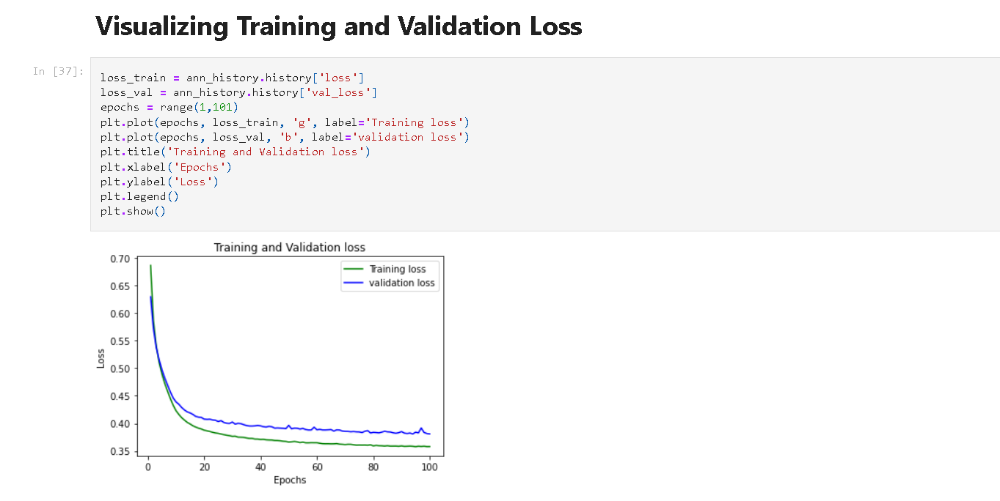 Visualizing Training and Validation Loss
In [37]:
loss_train = ann_history.history['loss']
loss_val = ann_history.history['val_loss']
epochs = range(1,101)
plt.plot(epochs, loss_train, 'g', label='Training loss')
plt.plot(epochs, loss_val, 'b', label='validation loss')
plt.title('Training and Validation loss')
plt.xlabel('Epochs')
plt.ylabel('Loss')
plt.legend()
plt.show()
Training and Validation loss
Training loss
validation loss
0.70
0.65
0.60
0.55
0.50
0.45
0.40
0.35
Loss
0 20 40 60 80 100
Epochs